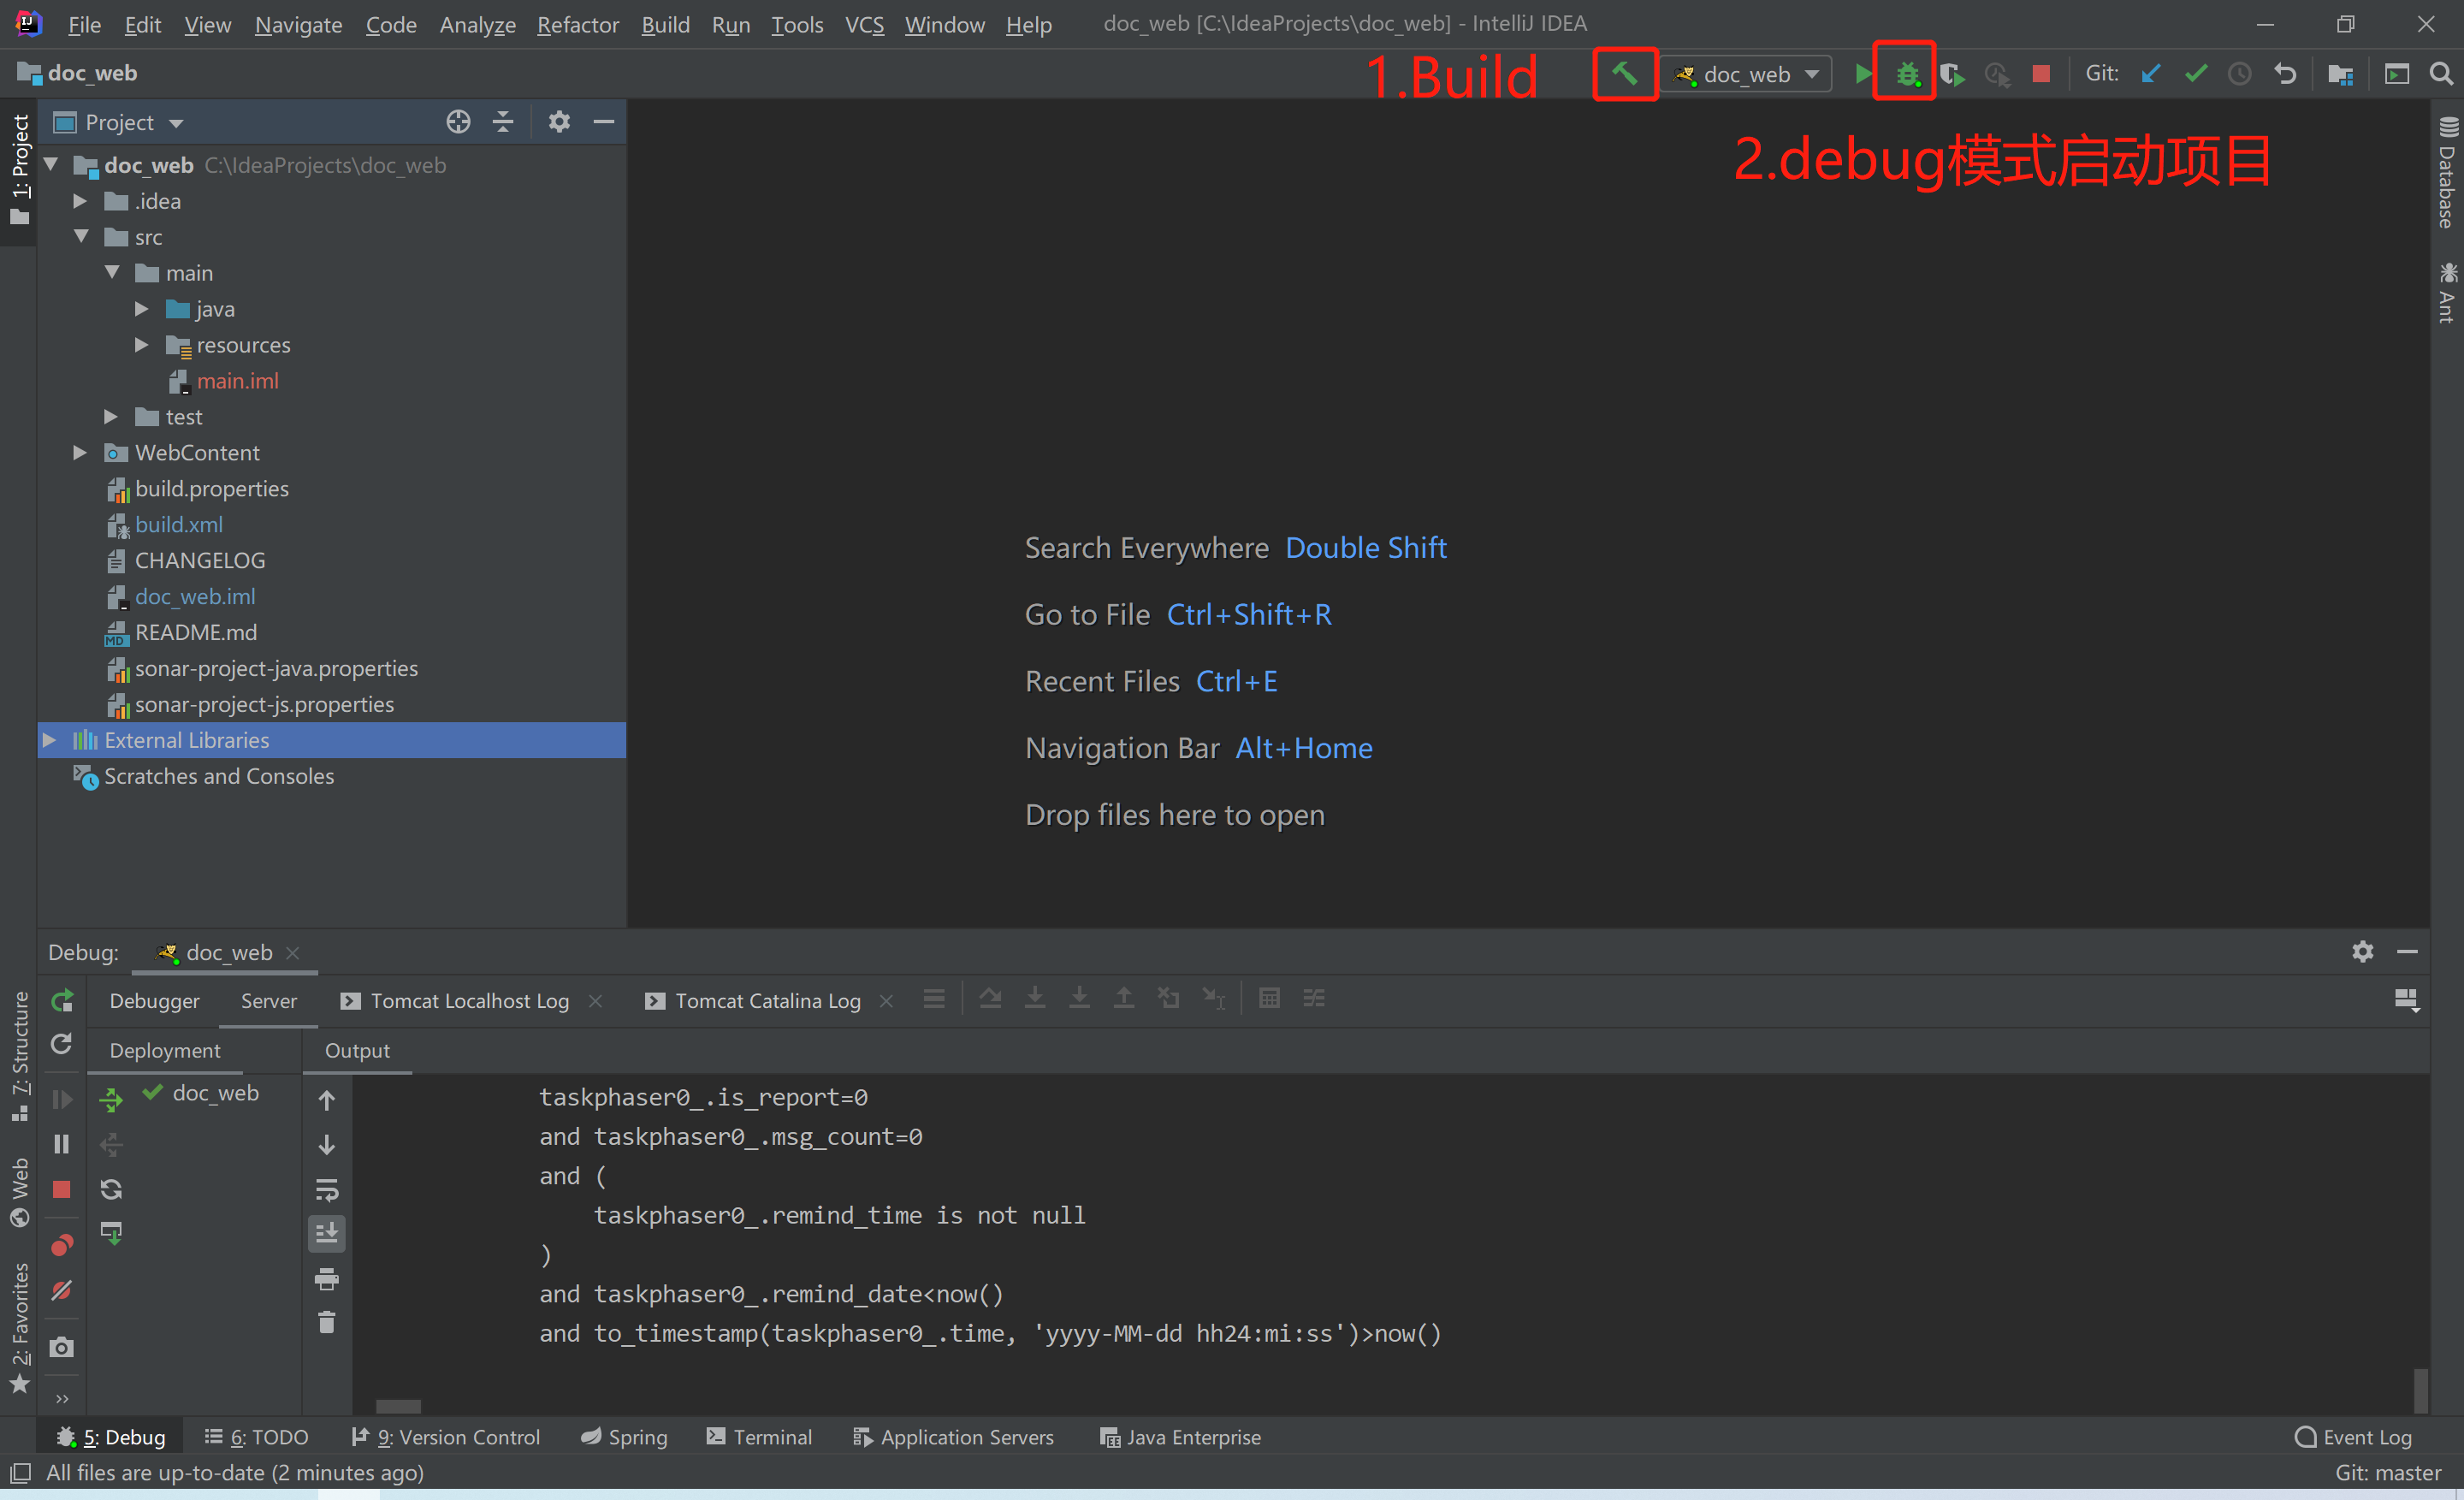 File Edit View Navigate Code Analyze Refactor Build Run Tools VCS Window Help doc_web [C:\IdeaProjects\doc_web] - IntelliJ IDEA
doc_web
1.Build
doc_web
Git:
2.debug模式启动项目
1: Project
Project
doc_web C:\IdeaProjects\doc_web
.idea
src
main
java
resources
main.iml
test
WebContent
build.properties
build.xml
CHANGELOG
doc_web.iml
README.md
sonar-project-java.properties
sonar-project-js.properties
External Libraries
Scratches and Consoles
Search Everywhere Double Shift
Go to File Ctrl+Shift+R
Recent Files Ctrl+E
Navigation Bar Alt+Home
Drop files here to open
Database
Ant
Debug: doc_web
Debugger Server Tomcat Localhost Log Tomcat Catalina Log
Deployment Output
doc_web
taskphaser0_.is_report=0
and taskphaser0_.msg_count=0
and (
taskphaser0_.remind_time is not null
)
and taskphaser0_.remind_date<now()
and to_timestamp(taskphaser0_.time, 'yyyy-MM-dd hh24:mi:ss')>now()
7: Structure
Web
2: Favorites
5: Debug 6: TODO 9: Version Control Spring Terminal Application Servers Java Enterprise Event Log
All files are up-to-date (2 minutes ago) Git: master